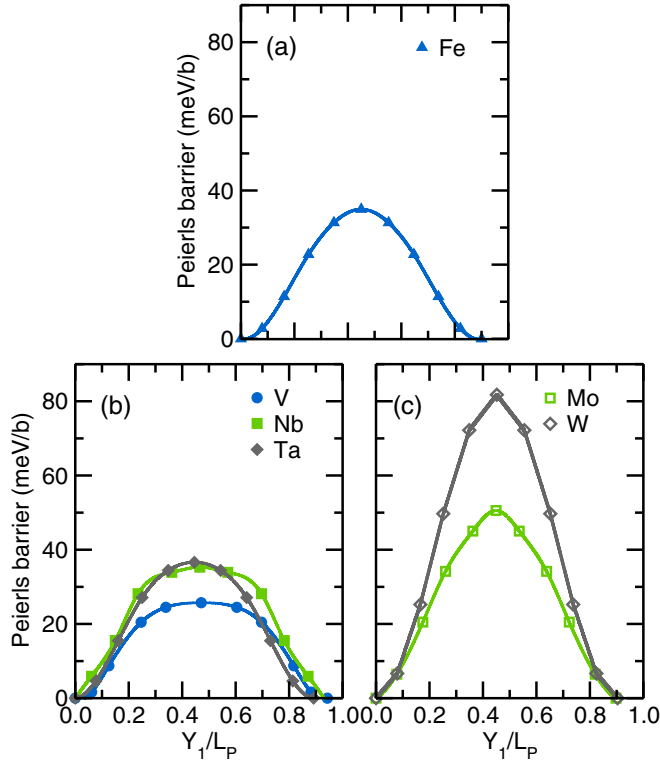 (a)
Fe
80
60
40
20
0
Peierls barrier (meV/b)
(b)
V
Nb
Ta
(c)
Mo
W
80
60
40
20
0
Peierls barrier (meV/b)
0.0 0.2 0.4 0.6 0.8 1.0
0.2 0.4 0.6 0.8 1.0
Y1/LP
Y1/LP